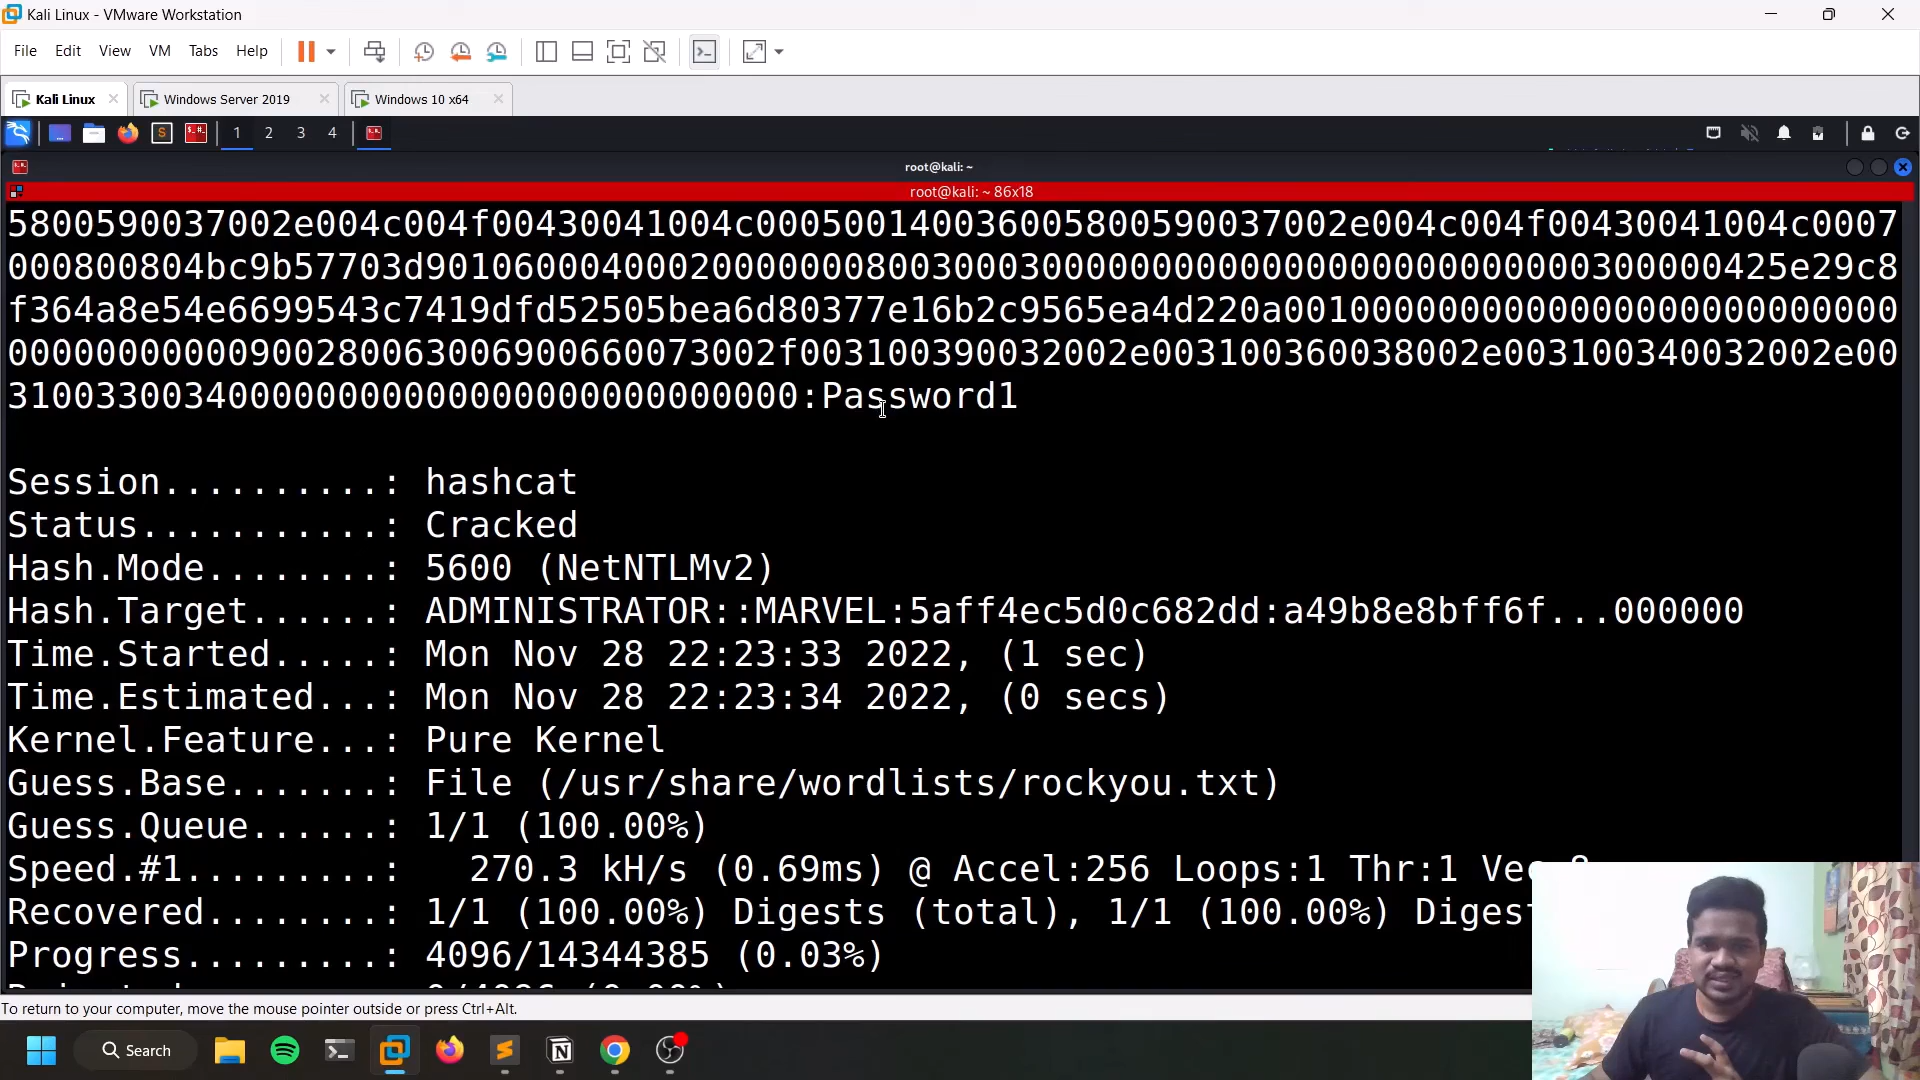 Kali Linux - VMware Workstation
File Edit View VM Tabs Help
Kali Linux Windows Server 2019 Windows 10 x64
1 2 3 4
root@kali: ~
root@kali: ~ 86x18
5800590037002e004c004f00430041004c000500140036005800590037002e004c004f00430041004c0007
000800804bc9b57703d9010600040002000000080030003000000000000000000000000300000425e29c8
f364a8e54e6699543c7419dfd52505bea6d80377e16b2c9565ea4d220a0010000000000000000000000000
000000000000900280063006900660073002f003100390032002e003100360038002e003100340032002e00
310033003400000000000000000000000000:Password1
Session..........: hashcat
Status...........: Cracked
Hash.Mode........: 5600 (NetNTLMv2)
Hash.Target......: ADMINISTRATOR::MARVEL:5aff4ec5d0c682dd:a49b8e8bff6f...000000
Time.Started.....: Mon Nov 28 22:23:33 2022, (1 sec)
Time.Estimated...: Mon Nov 28 22:23:34 2022, (0 secs)
Kernel.Feature...: Pure Kernel
Guess.Base.......: File (/usr/share/wordlists/rockyou.txt)
Guess.Queue......: 1/1 (100.00%)
Speed.#1.........: 270.3 kH/s (0.69ms) @ Accel:256 Loops:1 Thr:1
Recovered........: 1/1 (100.00%) Digests (total), 1/1 (100.00%)
Progress.........: 4096/14344385 (0.03%)
To return to your computer, move the mouse pointer outside or press Ctrl+Alt.
Search